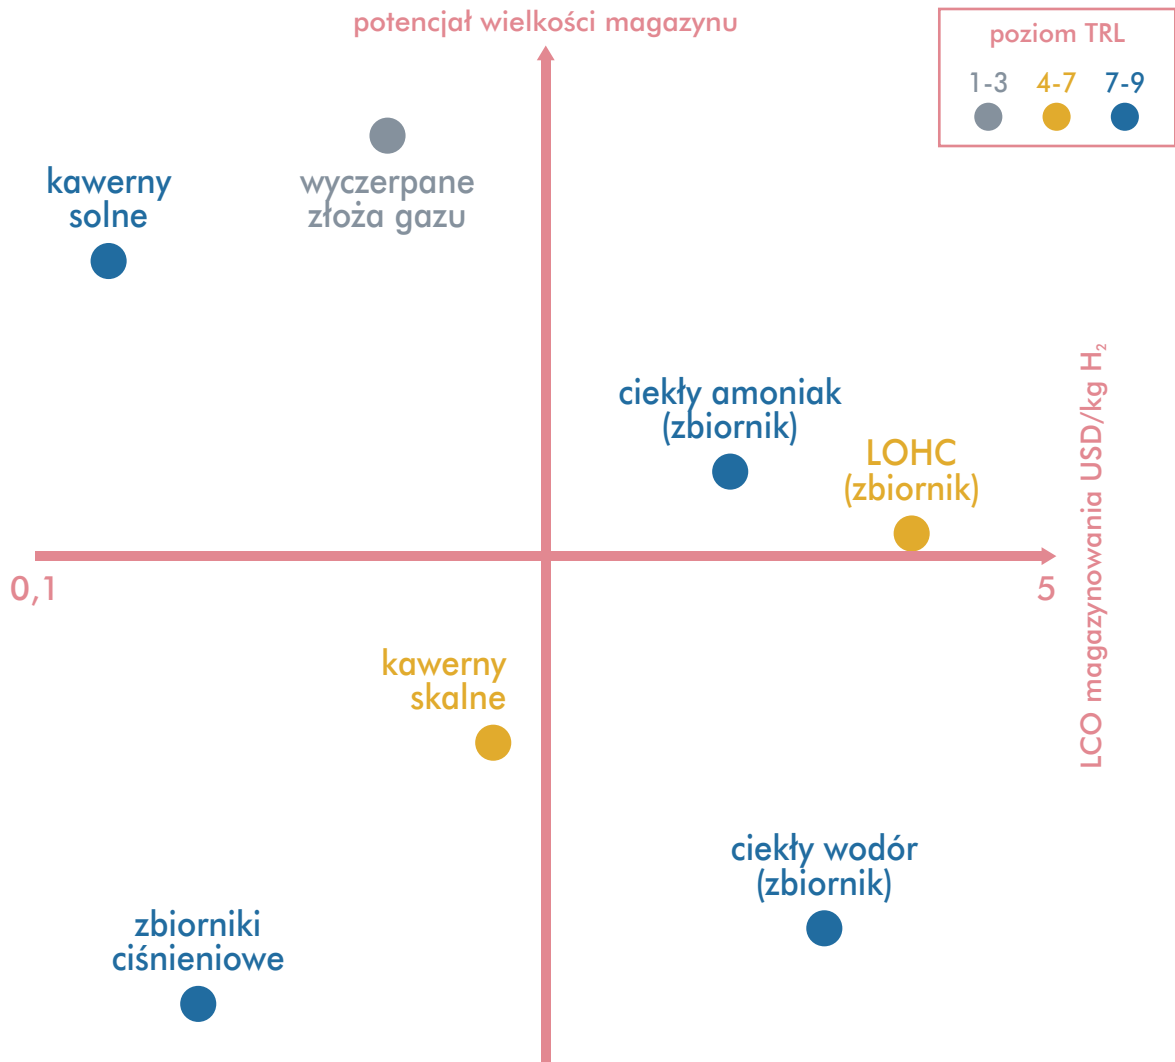 potencjał wielkości magazynu
poziom TRL
1-3 4-7 7-9
kawerny
solne
wyczerpane
złoża gazu
ciekły amoniak
(zbiornik)
LOHC
(zbiornik)
LCO magazynowania USD/kg H₂
0,1
5
kawerny
skalne
ciekły wodór
(zbiornik)
zbiorniki
ciśnieniowe